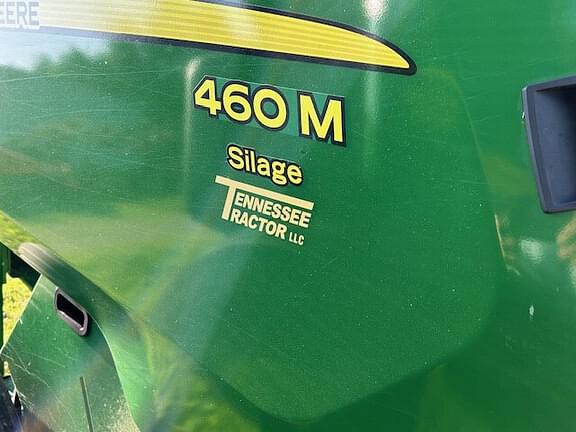 EERE
460 M
Silage
TENNESSEE
TRACTOR LLC